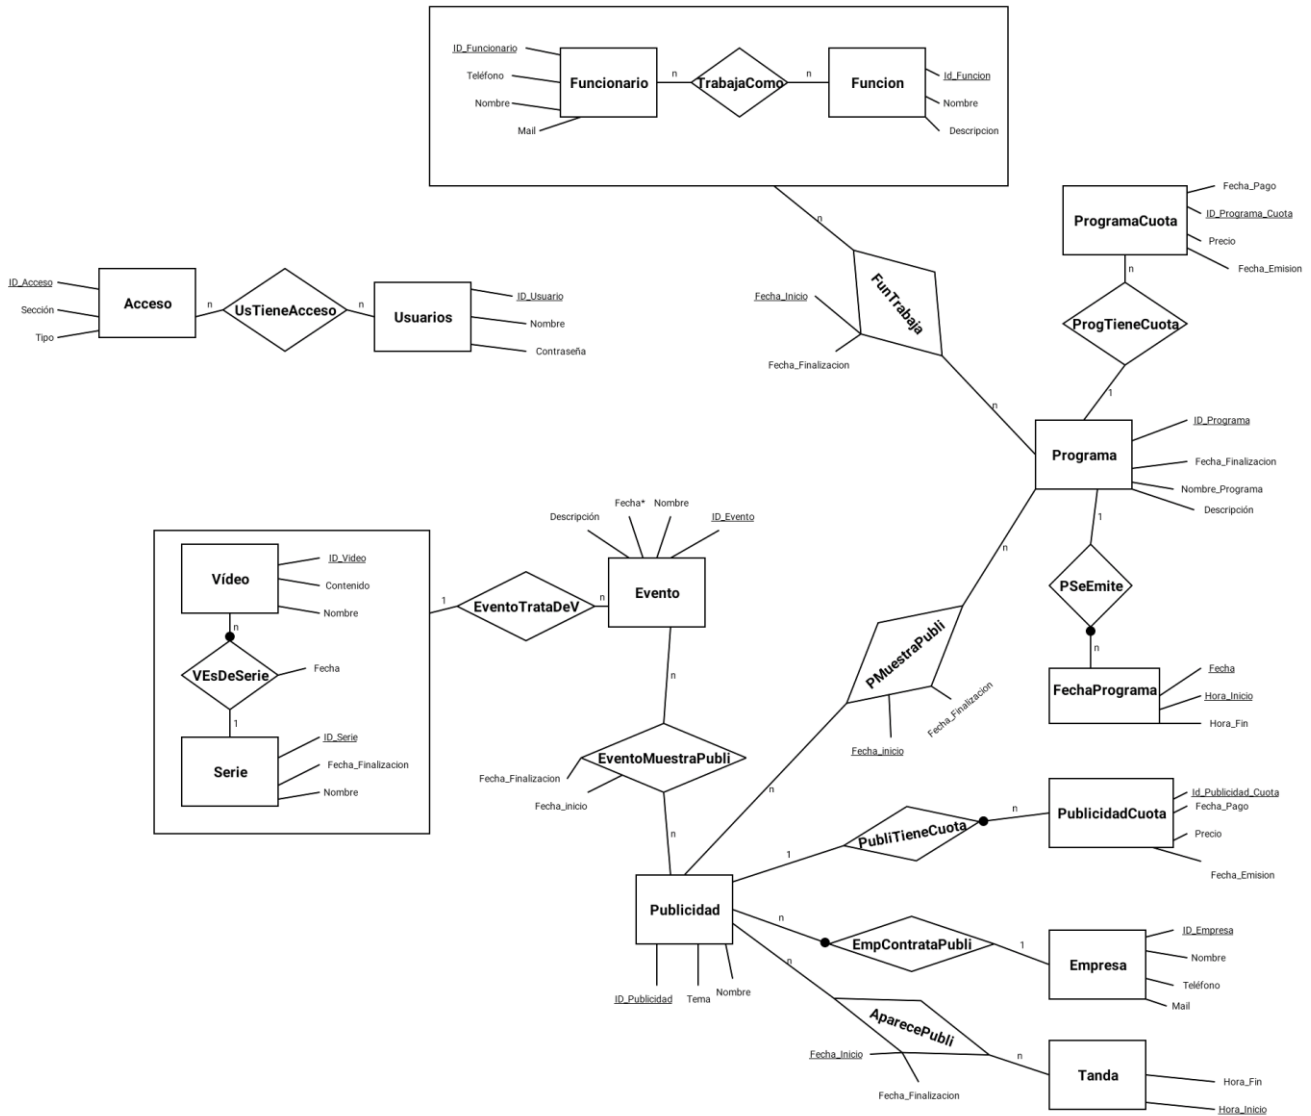 ID_Funcionario
Teléfono
Nombre
Mail
Funcionario
n
TrabajaComo
n
Funcion
Id_Funcion
Nombre
Descripcion
n
Fecha_Inicio
Fecha_Finalizacion
FunTrabaja
n
ProgramaCuota
Fecha_Pago
ID_Programa_Cuota
Precio
Fecha_Emision
n
ProgTieneCuota
1
ID_Acceso
Sección
Tipo
Acceso
n
UsTieneAcceso
n
Usuarios
ID_Usuario
Nombre
Contraseña
Programa
ID_Programa
Fecha_Finalizacion
Nombre_Programa
Descripción
1
PSeEmite
n
FechaPrograma
Fecha
Hora_Inicio
Hora_Fin
Vídeo
ID_Video
Contenido
Nombre
n
VEsDeSerie
Fecha
1
Serie
ID_Serie
Fecha_Finalizacion
Nombre
1
EventoTrataDeV
n
Descripción
Fecha*
Nombre
ID_Evento
Evento
n
EventoMuestraPubli
Fecha_Finalizacion
Fecha_inicio
n
n
PMuestraPubli
Fecha_inicio
Fecha_Finalizacion
n
Publicidad
ID_Publicidad
Tema
Nombre
1
PubliTieneCuota
n
PublicidadCuota
Id_Publicidad_Cuota
Fecha_Pago
Precio
Fecha_Emision
n
EmpContrataPubli
1
Empresa
ID_Empresa
Nombre
Teléfono
Mail
n
AparecePubli
Fecha_Inicio
Fecha_Finalizacion
n
Tanda
Hora_Fin
Hora_Inicio